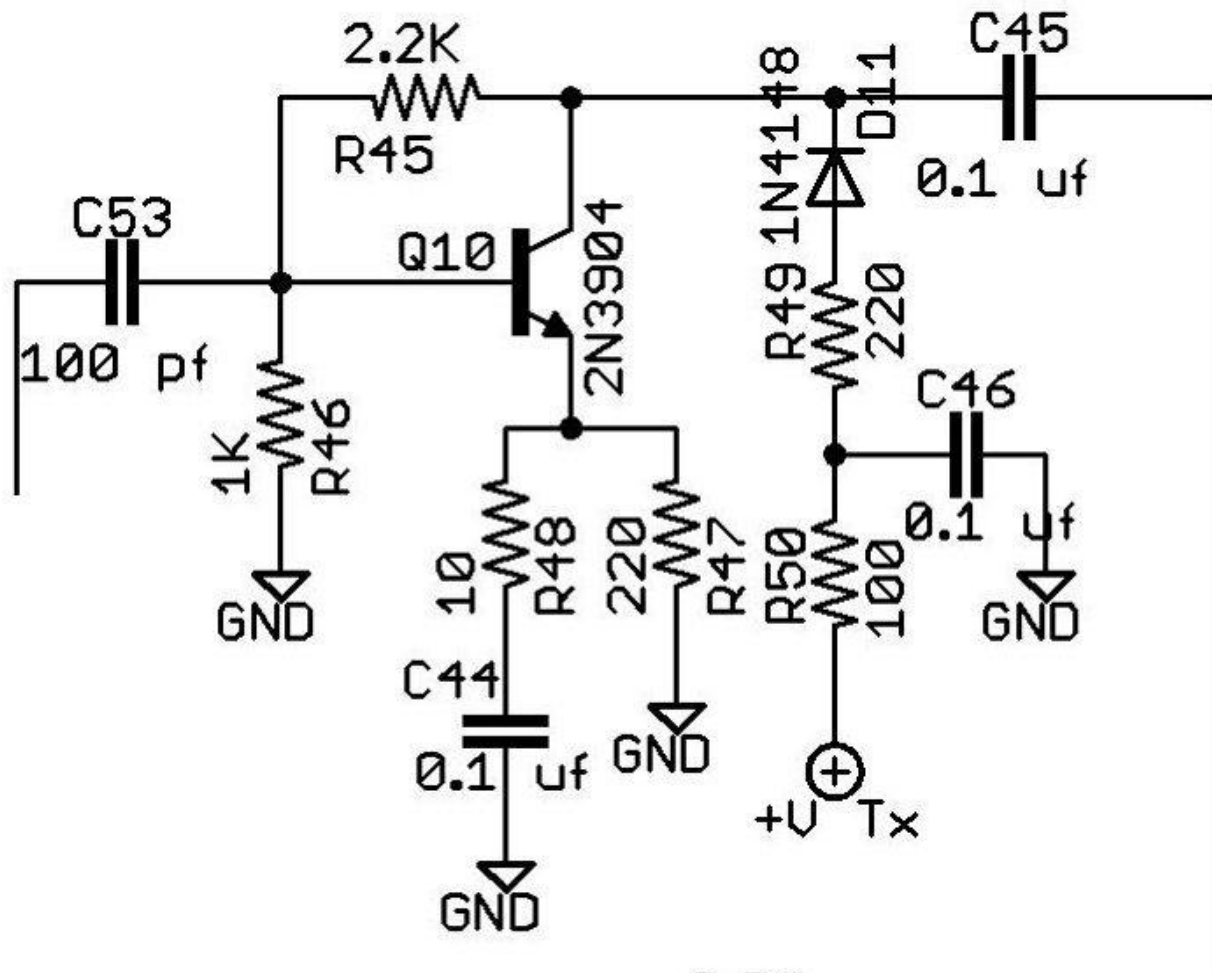 2.2K
R45
C45
0.1 uf
1N4148
D11
C53
100 pf
Q10
2N3904
R49
220
C46
0.1 uf
1K
R46
GND
10
R48
220
R47
R50
100
GND
C44
0.1 uf
GND
GND
+V Tx